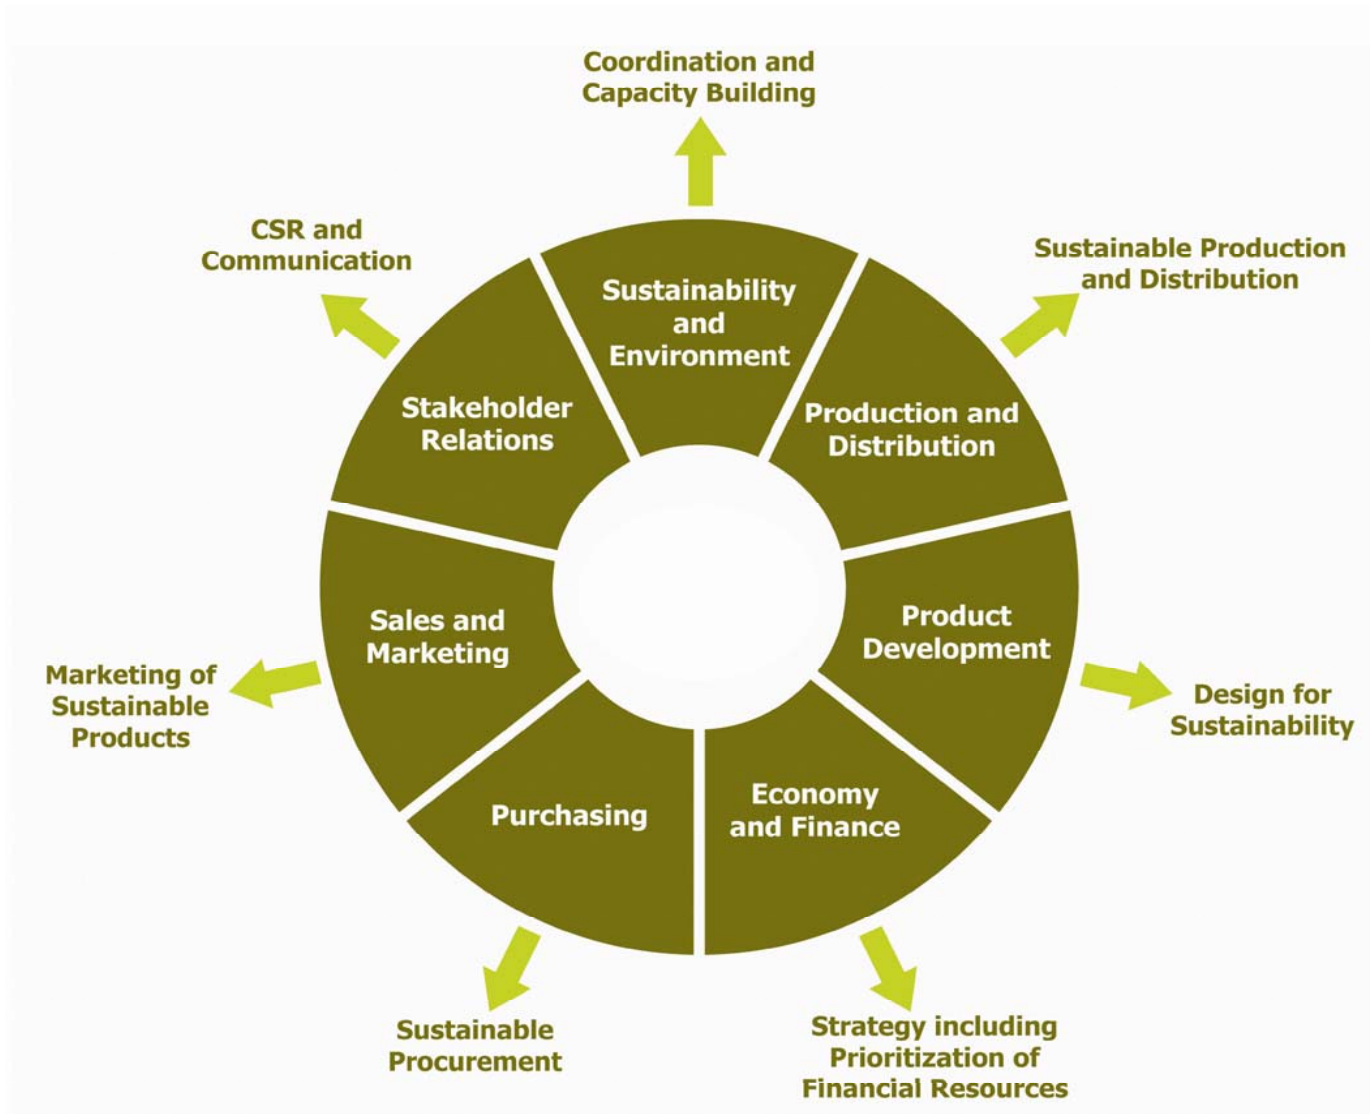 Coordination and
Capacity Building
CSR and
Communication
Sustainable Production
and Distribution
Sustainability
and
Environment
Stakeholder
Relations
Production and
Distribution
Sales and
Marketing
Product
Development
Marketing of
Sustainable
Products
Design for
Sustainability
Purchasing
Economy
and Finance
Sustainable
Procurement
Strategy including
Prioritization of
Financial Resources